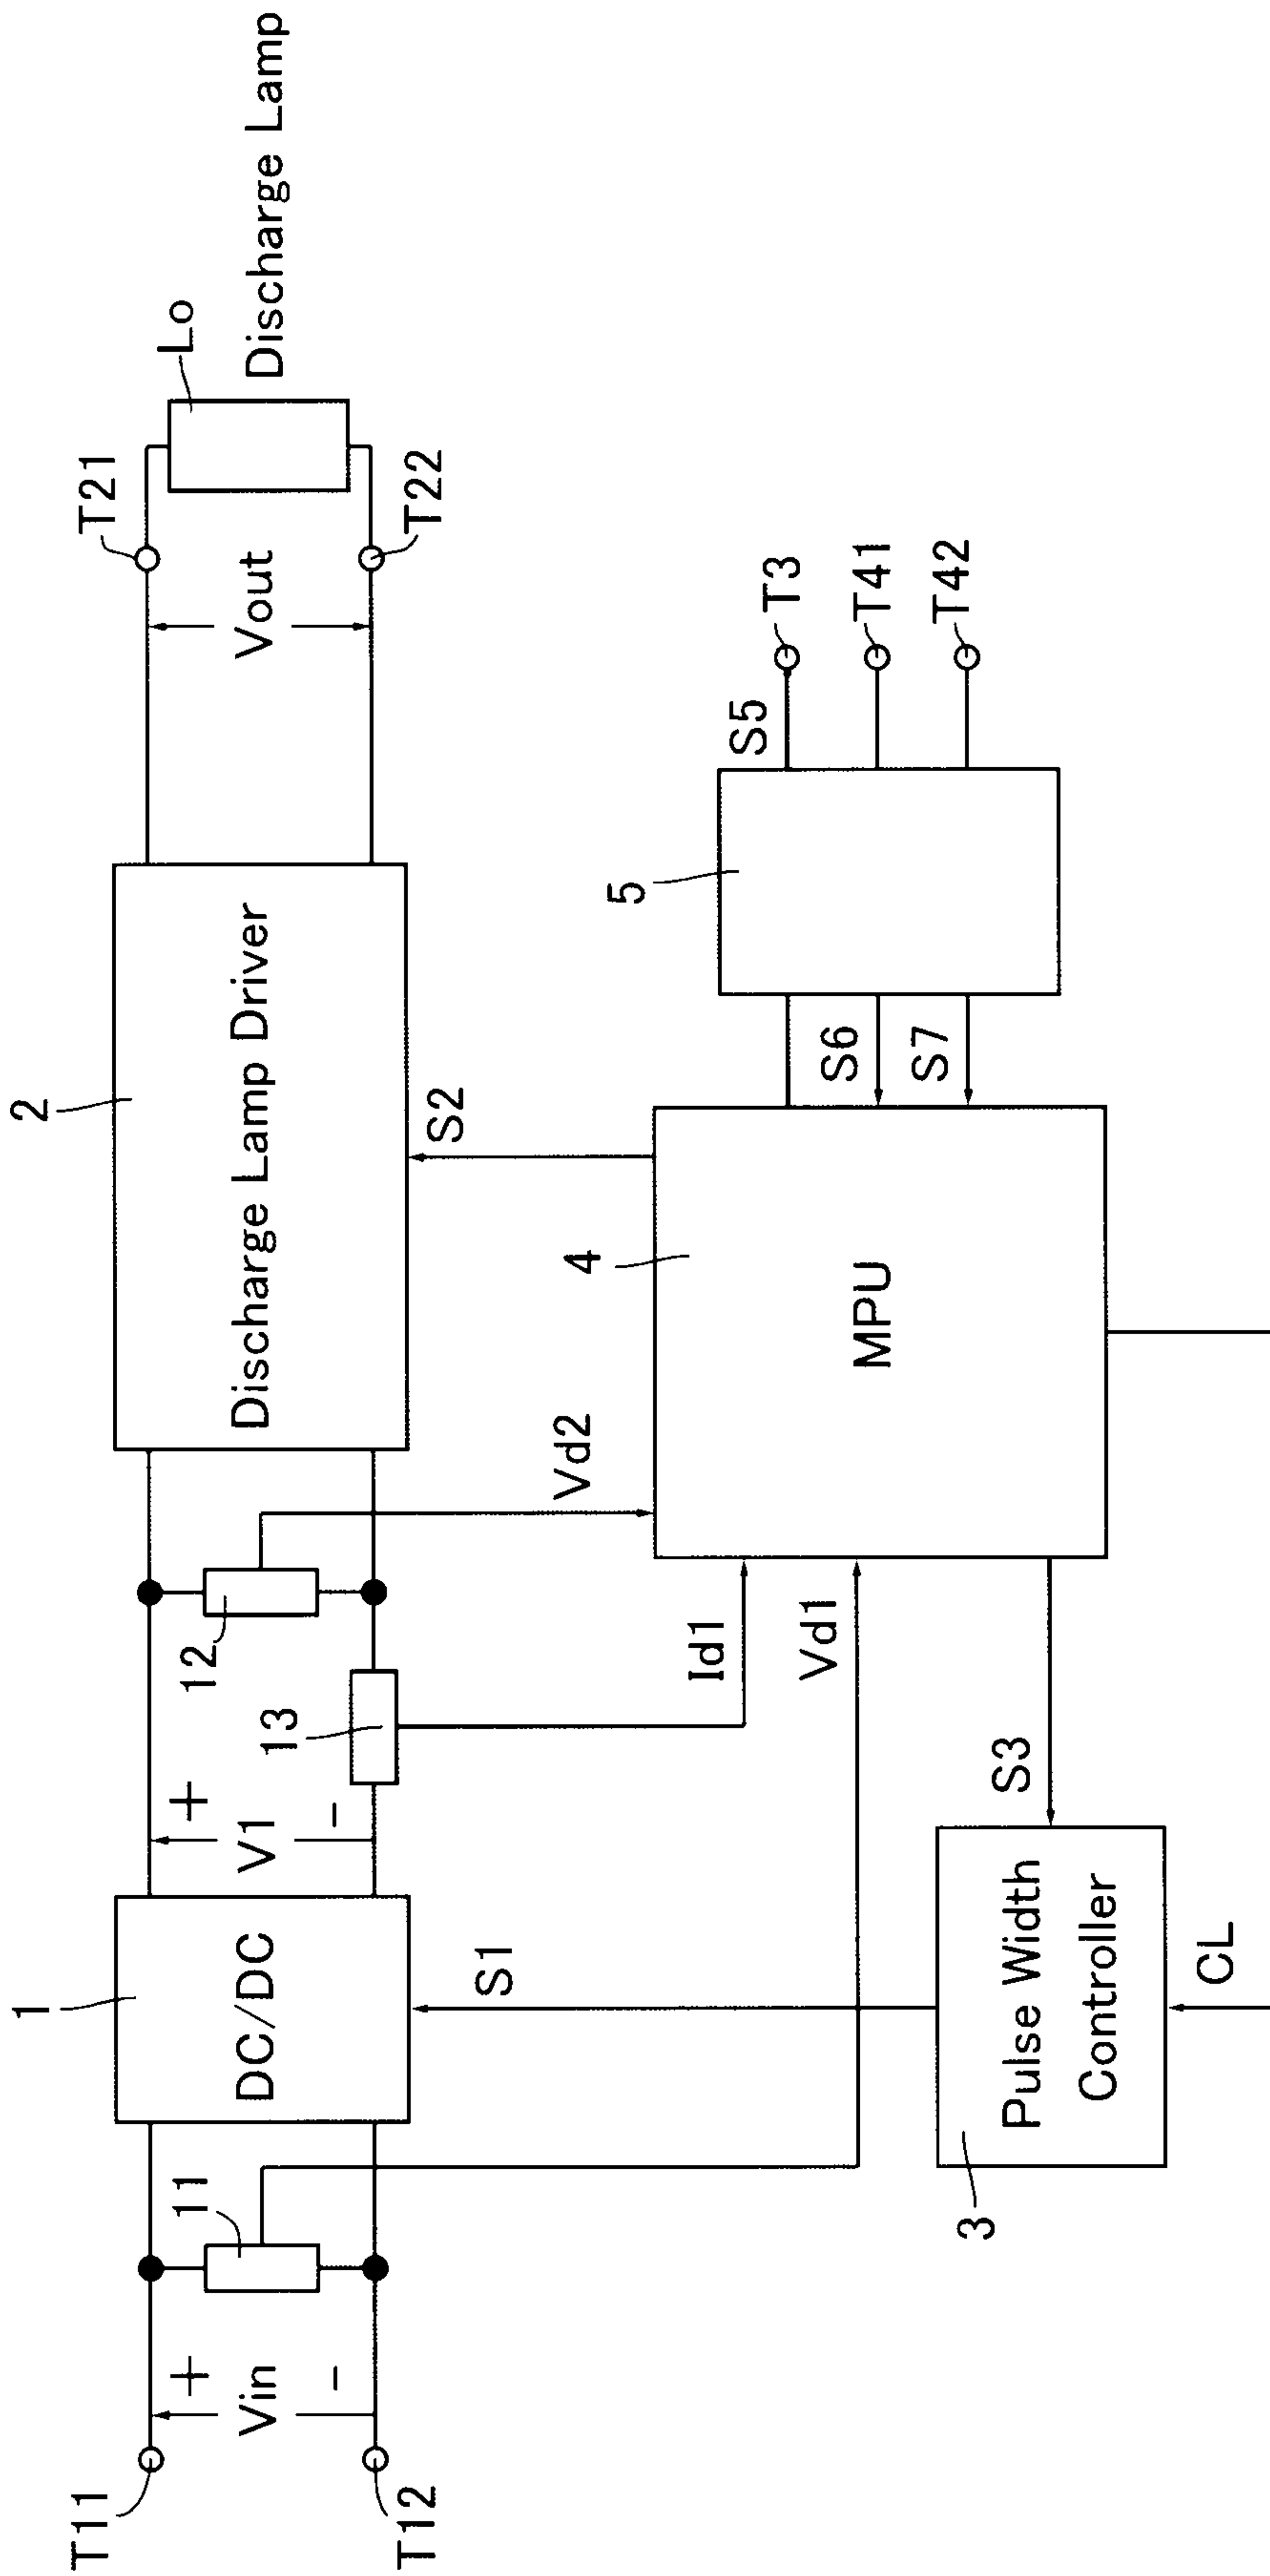 1
2
Discharge Lamp
Lo
T11
T12
Vin
+
-
11
DC/DC
V1
+
-
12
13
Discharge Lamp Driver
Vout
T21
T22
S1
Vd2
Id1
Vd1
S2
4
MPU
5
S5
S6
S7
T3
T41
T42
S3
3
Pulse Width
Controller
CL